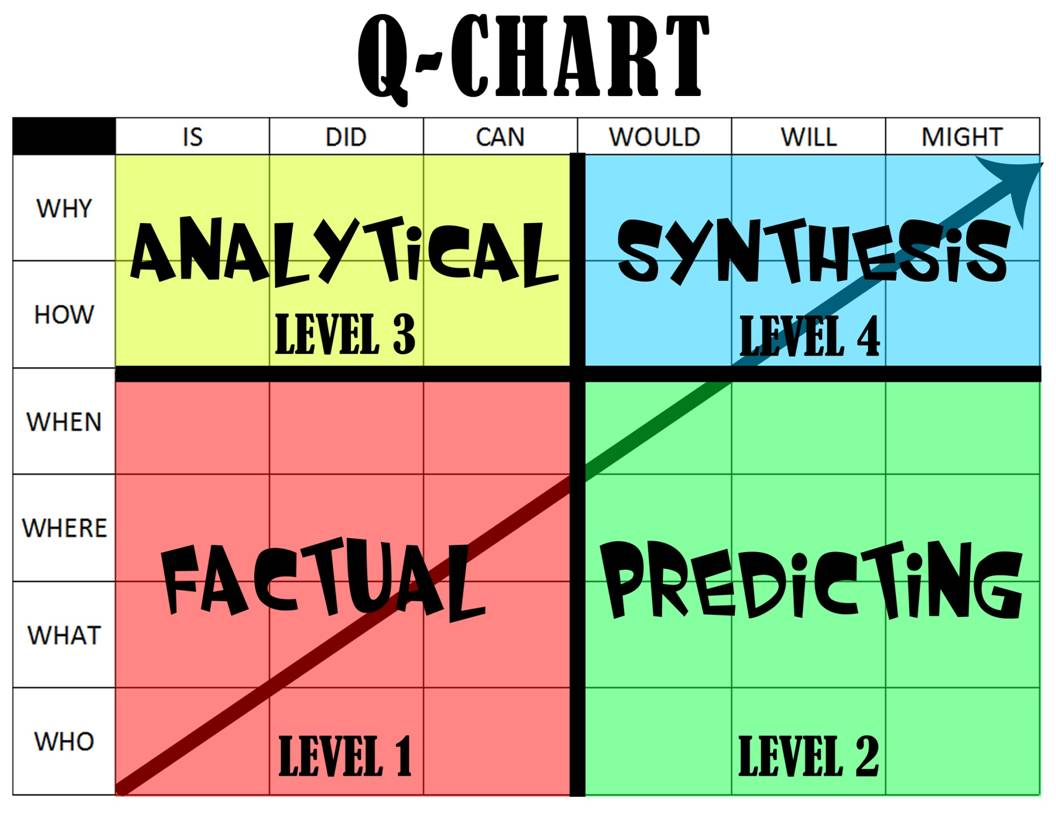 Q-CHART
IS DID CAN WOULD WILL MIGHT
WHY
ANALYTiCAL SYNTHESiS
HOW
LEVEL 3 LEVEL 4
WHEN
WHERE
FACTUAL PREDiCTiNG
WHAT
WHO
LEVEL 1 LEVEL 2